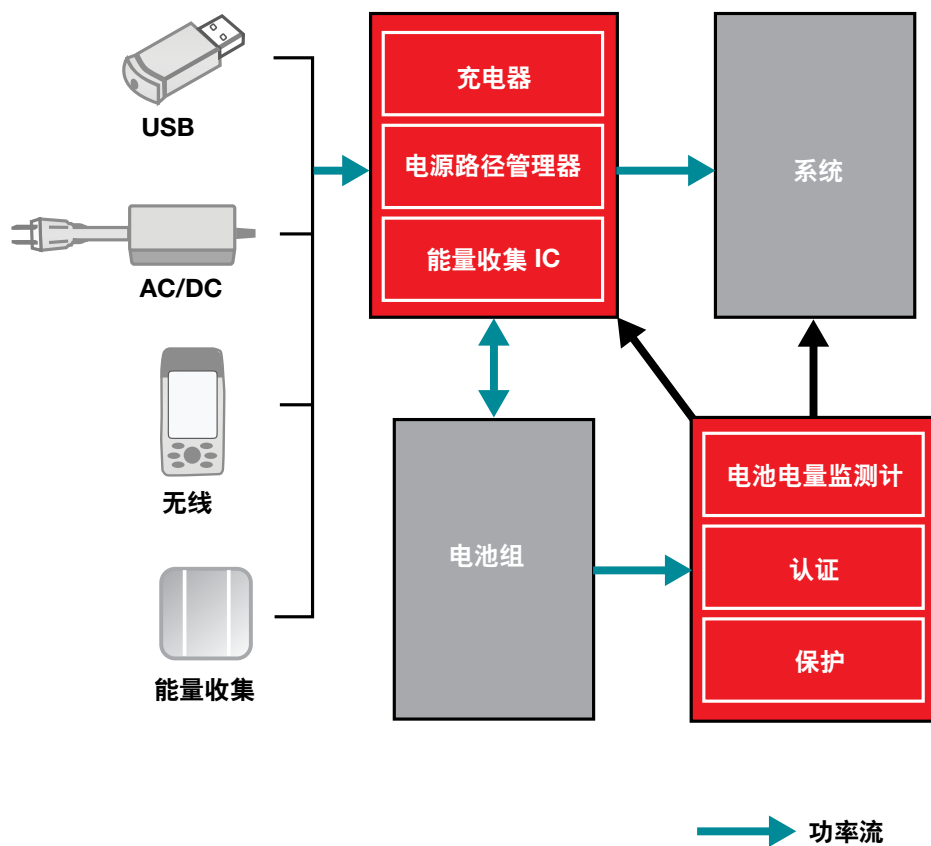 USB
AC/DC
无线
能量收集
充电器
电源路径管理器
能量收集 IC
系统
电池组
电池电量监测计
认证
保护
功率流